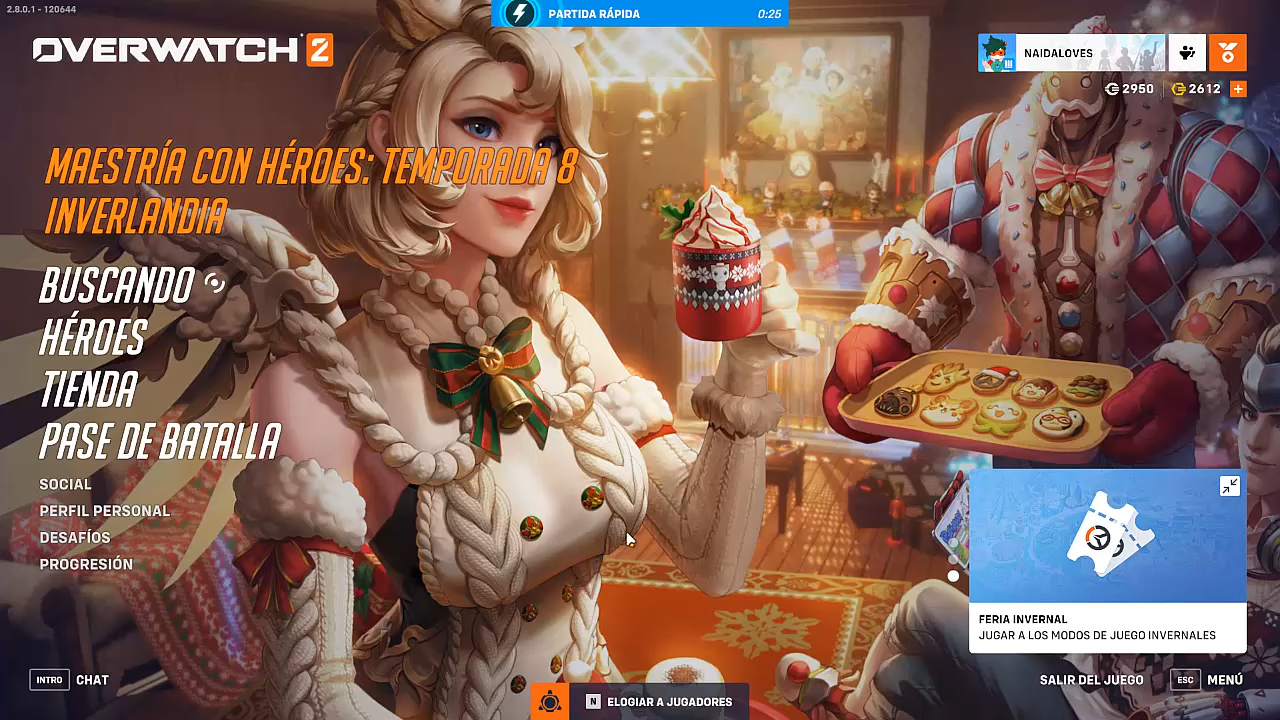 2.8.0.1 - 120644
PARTIDA RÁPIDA
0:25
OVERWATCH 2
NAIDALOVES
2950
2612
MAESTRÍA CON HÉROES: TEMPORADA 8
INVERLANDIA
BUSCANDO
HÉROES
TIENDA
PASE DE BATALLA
SOCIAL
PERFIL PERSONAL
DESAFÍOS
PROGRESIÓN
FERIA INVERNAL
JUGAR A LOS MODOS DE JUEGO INVERNALES
INTRO CHAT
N ELOGIAR A JUGADORES
SALIR DEL JUEGO
ESC MENÚ